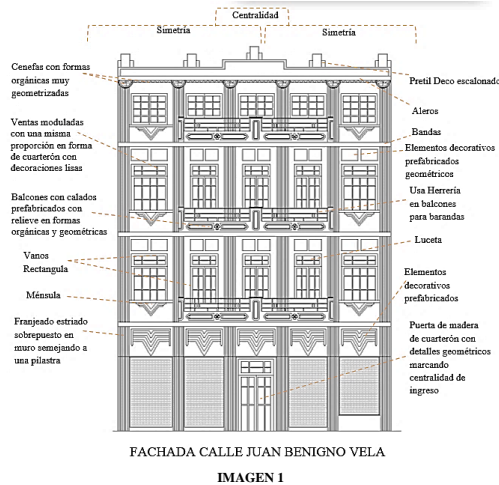 Centralidad
Simetría
Simetría
Cenefas con formas
orgánicas muy
geometrizadas
Ventas moduladas
con una misma
proporción en forma
de cuarterón con
decoraciones lisas
Balcones con calados
prefabricados con
relieve en formas
orgánicas y geométricas
Vanos
Rectangula
Ménsula
Franjeado estriado
sobrepuesto en
muro semejando a
una pilastra
Pretil Deco escalonado
Aleros
Bandas
Elementos decorativos
prefabricados
geométricos
Usa Herrería
en balcones
para barandas
Luceta
Elementos
decorativos
prefabricados
Puerta de madera
de cuarterón con
detalles geométricos
marcando
centralidad de
ingreso
FACHADA CALLE JUAN BENIGNO VELA
IMAGEN 1